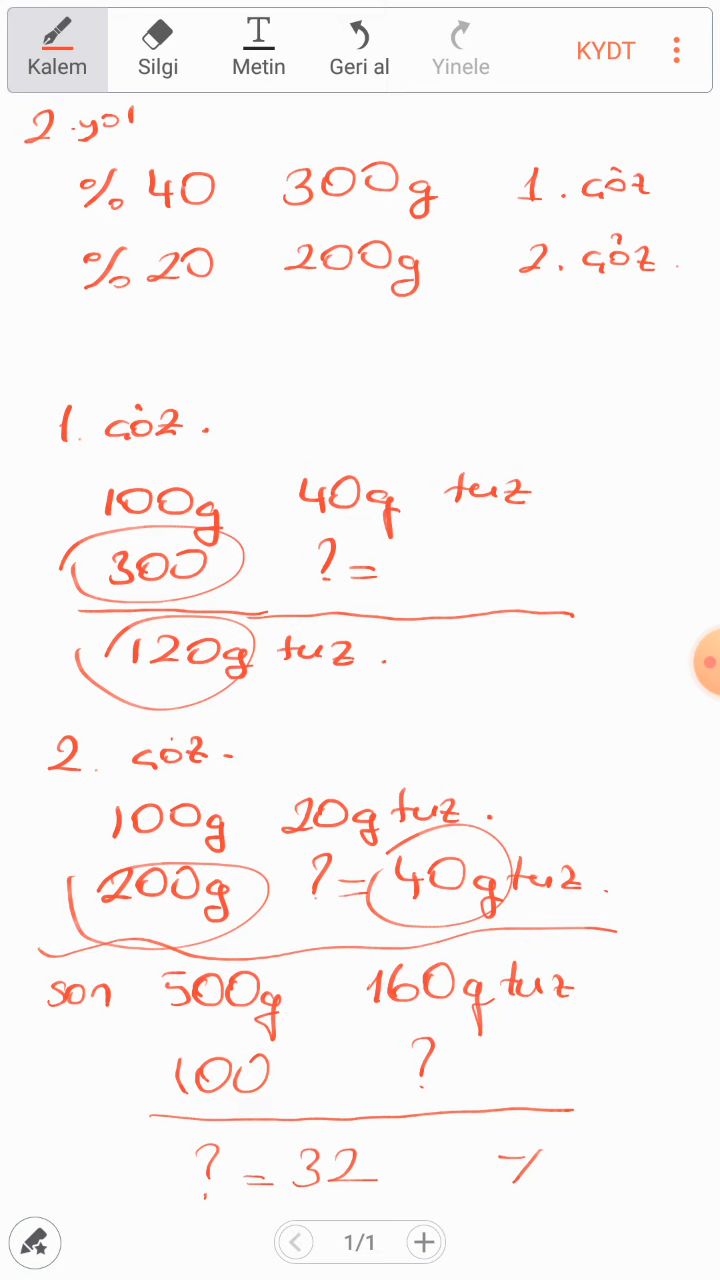 Kalem Silgi Metin Geri al Yinele KYDT
2.yol
% 40 300g 1. çöz
% 20 200g 2. çöz.
1. çöz.
100g 40g tuz
300 ? =
120g tuz.
2. çöz.
100g 20g tuz.
200g ? = 40g tuz.
son 500g 160g tuz
100 ?
? = 32
1/1